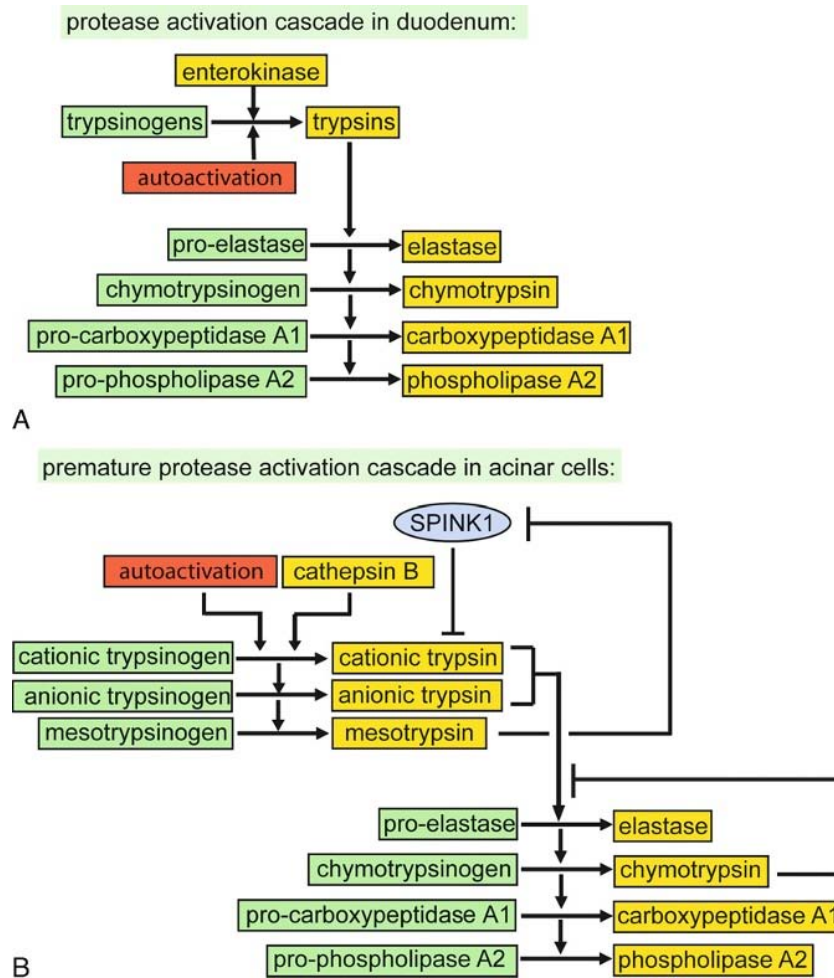 protease activation cascade in duodenum:
enterokinase
trypsinogens
trypsins
autoactivation
pro-elastase
elastase
chymotrypsinogen
chymotrypsin
pro-carboxypeptidase A1
carboxypeptidase A1
pro-phospholipase A2
phospholipase A2
A
premature protease activation cascade in acinar cells:
SPINK1
autoactivation
cathepsin B
cationic trypsinogen
cationic trypsin
anionic trypsinogen
anionic trypsin
mesotrypsinogen
mesotrypsin
pro-elastase
elastase
chymotrypsinogen
chymotrypsin
pro-carboxypeptidase A1
carboxypeptidase A1
pro-phospholipase A2
phospholipase A2
B